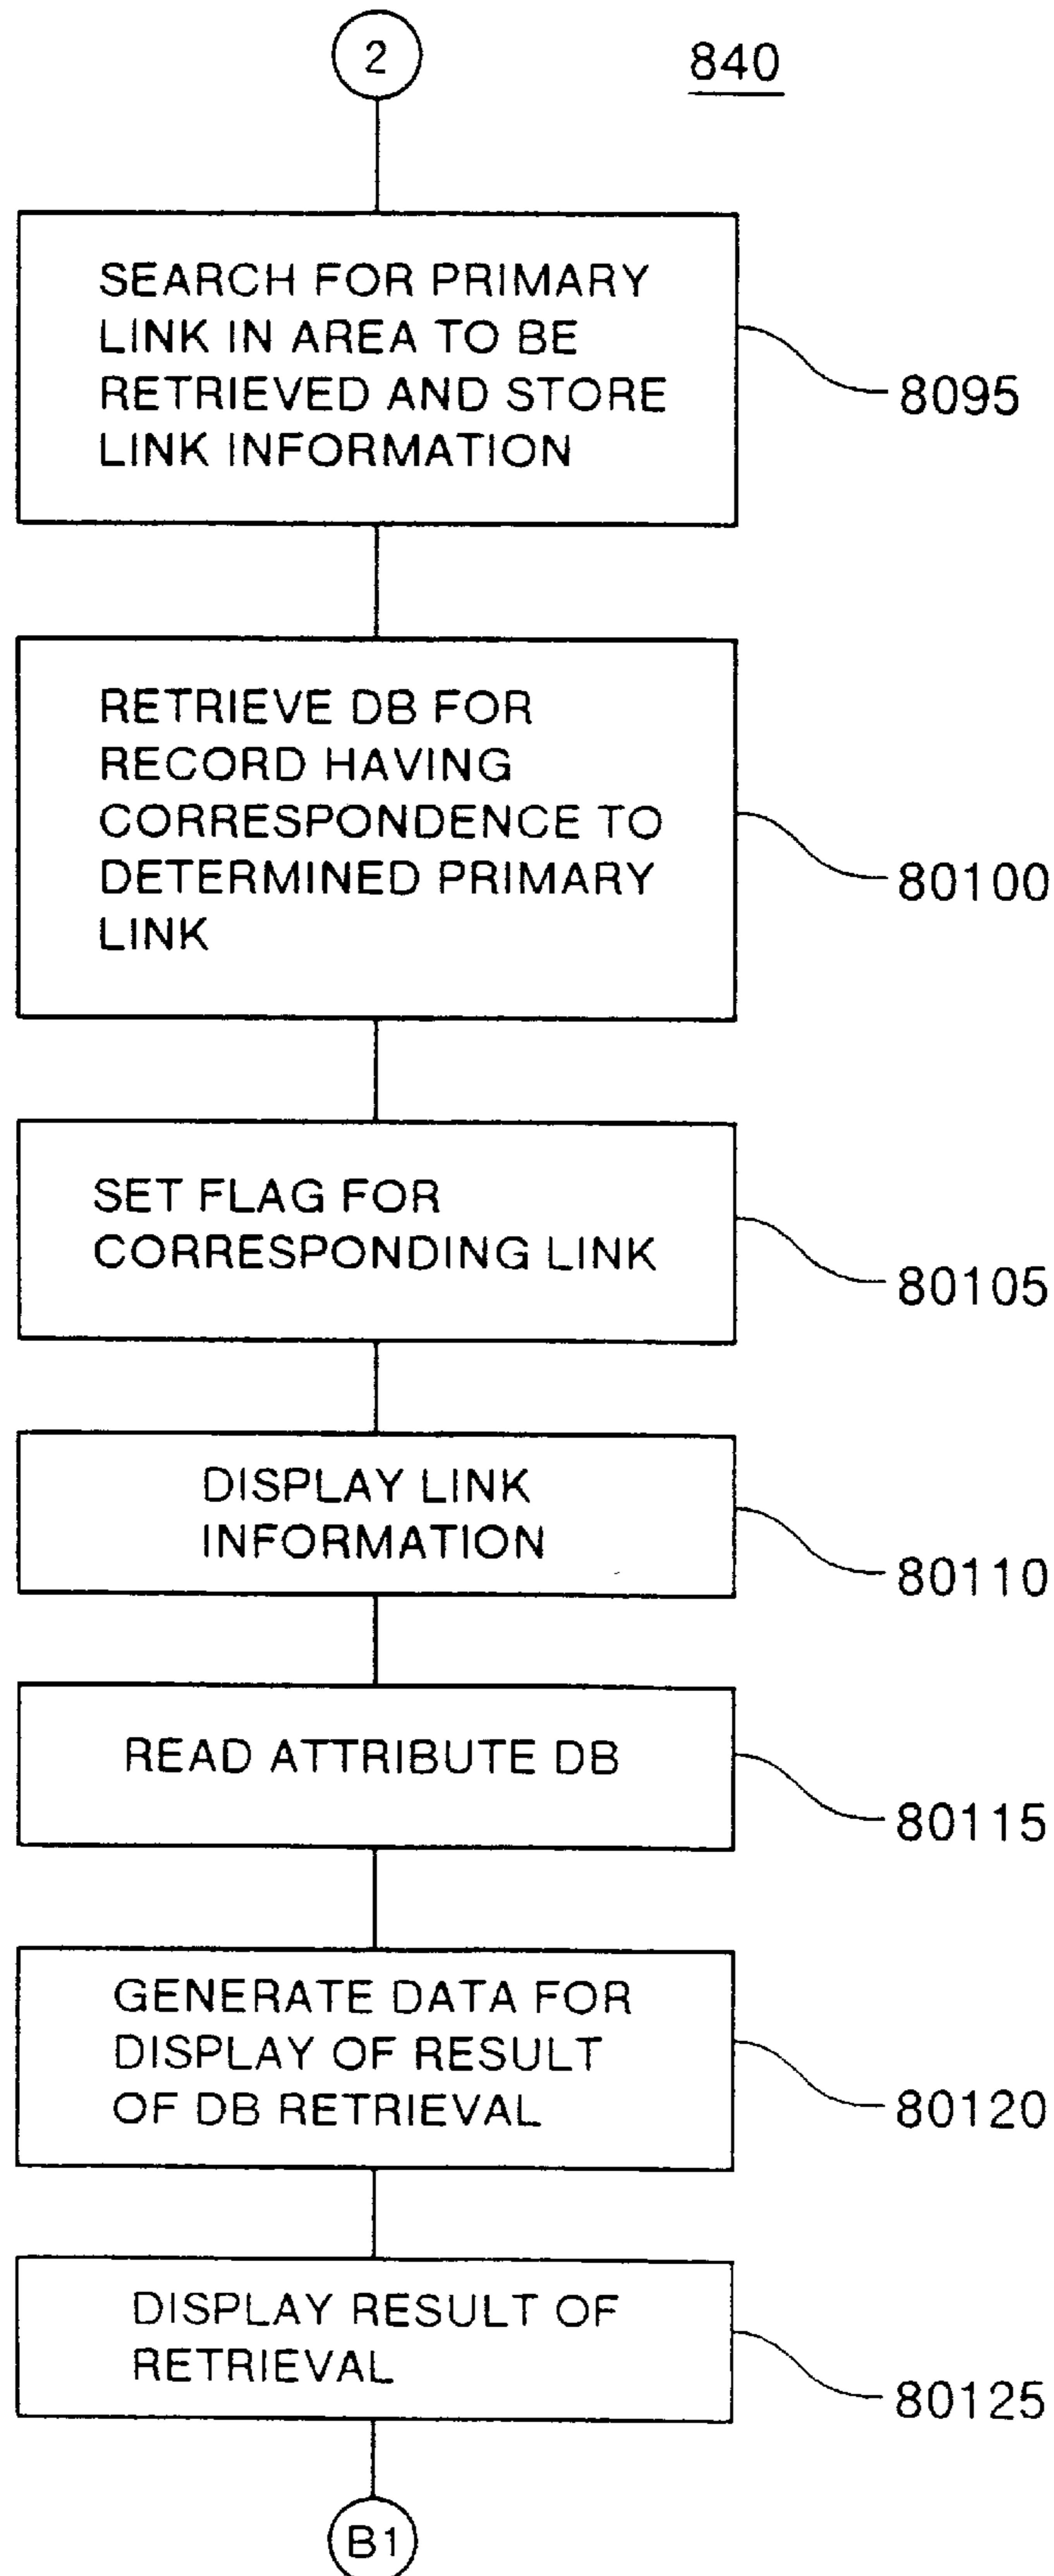 2
840
SEARCH FOR PRIMARY
LINK IN AREA TO BE
RETRIEVED AND STORE
LINK INFORMATION
8095
RETRIEVE DB FOR
RECORD HAVING
CORRESPONDENCE TO
DETERMINED PRIMARY
LINK
80100
SET FLAG FOR
CORRESPONDING LINK
80105
DISPLAY LINK
INFORMATION
80110
READ ATTRIBUTE DB
80115
GENERATE DATA FOR
DISPLAY OF RESULT
OF DB RETRIEVAL
80120
DISPLAY RESULT OF
RETRIEVAL
80125
B1